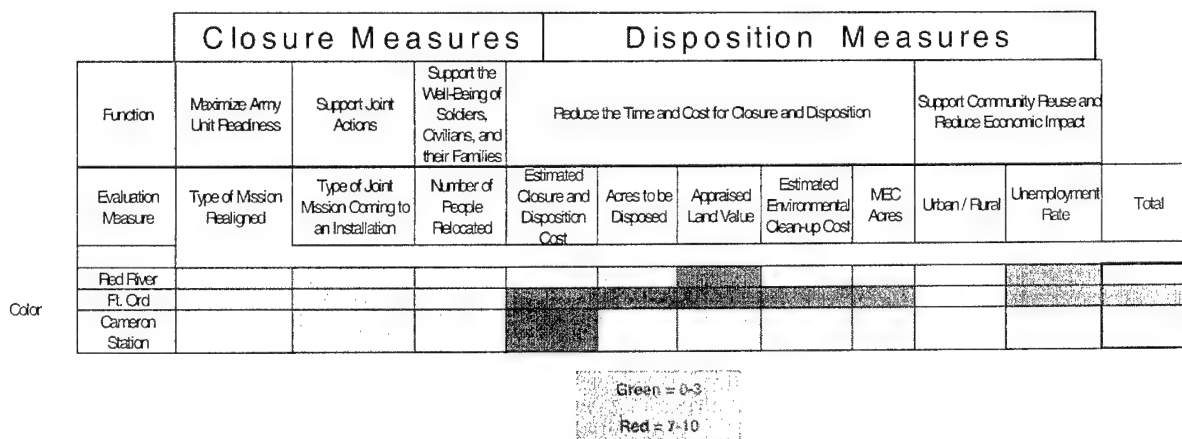 Closure Measures Disposition Measures
Function
Maximize Army
Unit Readiness
Support Joint
Actions
Support the
Well-Being of
Soldiers,
Civilians, and
their Families
Reduce the Time and Cost for Closure and Disposition
Support Community Reuse and
Reduce Economic Impact
Evaluation
Measure
Type of Mission
Realigned
Type of Joint
Mission Coming to
an Installation
Number of
People
Relocated
Estimated
Closure and
Disposition
Cost
Acres to be
Disposed
Appraised
Land Value
Estimated
Environmental
Clean-up Cost
MEC
Acres
Urban / Rural
Unemployment
Rate
Total
Color
Red River
Ft. Ord
Cameron
Station
Green = 0-3
Red = 7-10